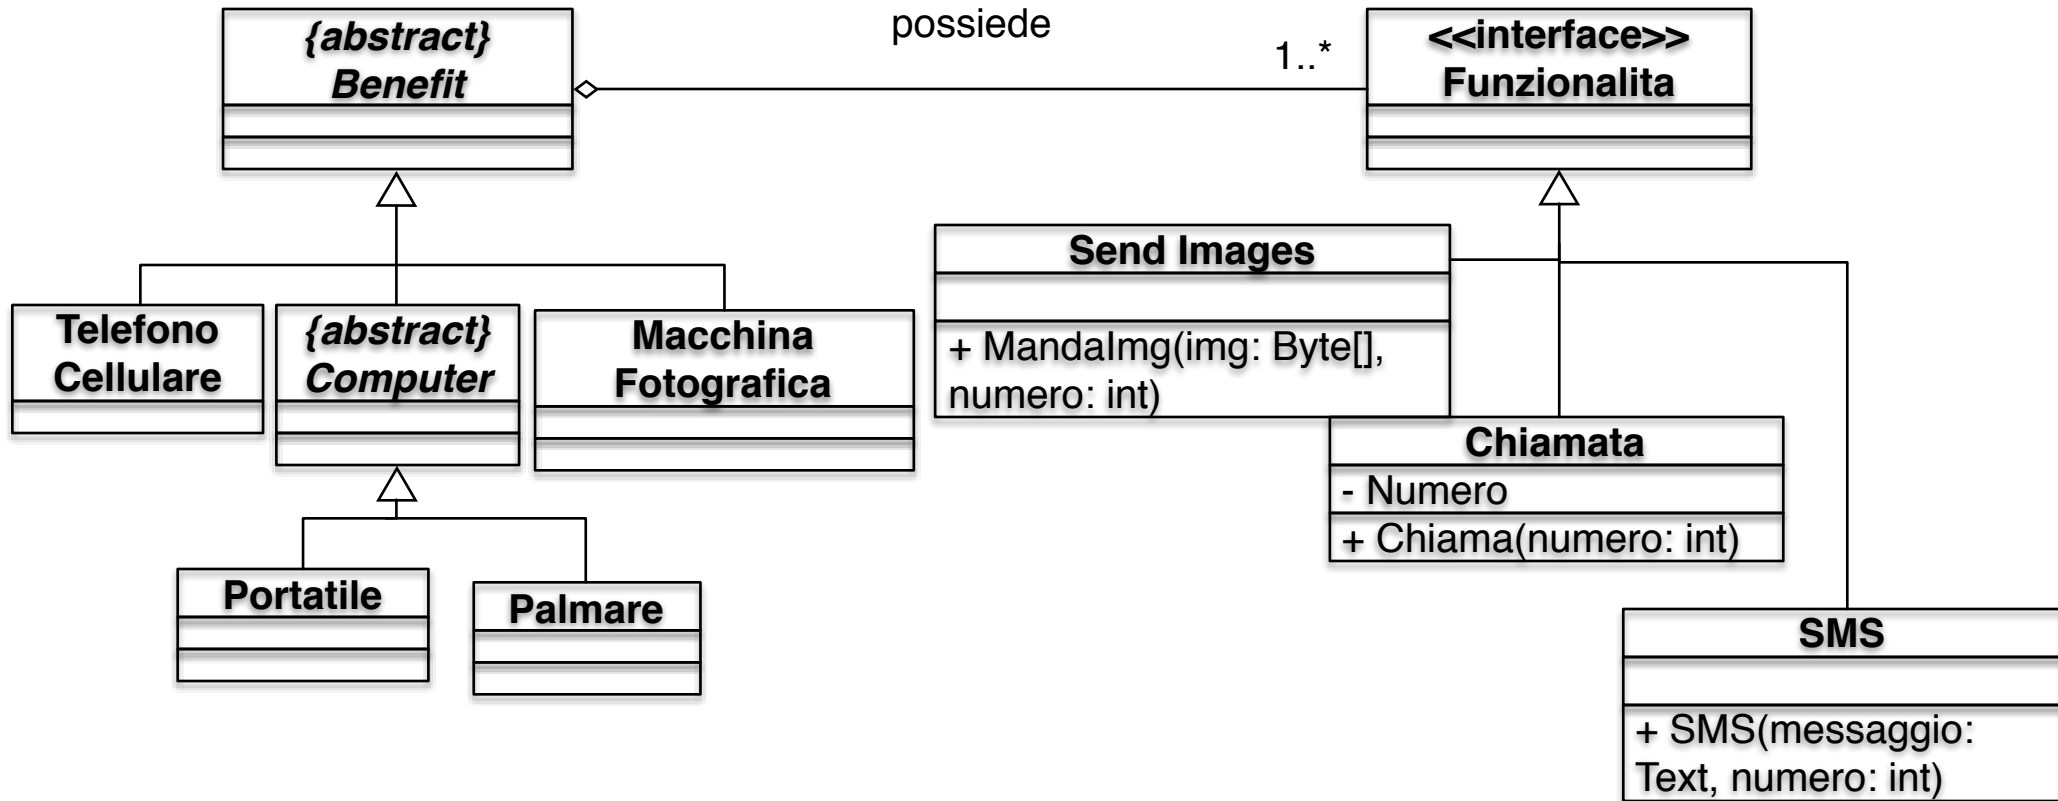 {abstract}
Benefit
possiede
1..*
<<interface>>
Funzionalita
Telefono
Cellulare
{abstract}
Computer
Macchina
Fotografica
Send Images
+ MandaImg(img: Byte[],
numero: int)
Chiamata
- Numero
+ Chiama(numero: int)
Portatile
Palmare
SMS
+ SMS(messaggio:
Text, numero: int)